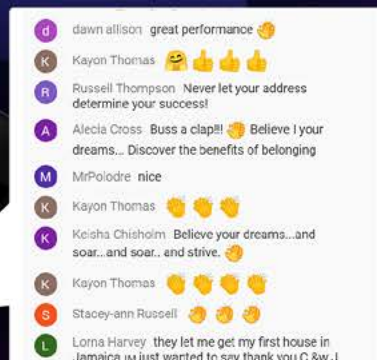 d dawn allison great performance 👏
K Kayon Thomas 🤗👍👍👍
R Russell Thompson Never let your address
determine your success!
A Alecia Cross Buss a clap!!! 👏 Believe I your
dreams... Discover the benefits of belonging
M MrPolodre nice
K Kayon Thomas 👏👏👏
K Keisha Chisholm Believe your dreams...and
soar...and soar.. and strive. 👏
K Kayon Thomas 👏👏👏👏
S Stacey-ann Russell 👏👏👏
L Lorna Harvey they let me get my first house in
Jamaica IM just wanted to say thank you C &w J